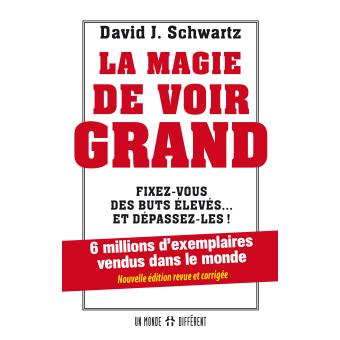 David J. Schwartz
LA MAGIE
DE VOIR
GRAND
FIXEZ-VOUS
DES BUTS ÉLEVÉS...
ET DÉPASSEZ-LES !
6 millions d'exemplaires
vendus dans le monde
Nouvelle édition revue et corrigée
UN MONDE DIFFÉRENT